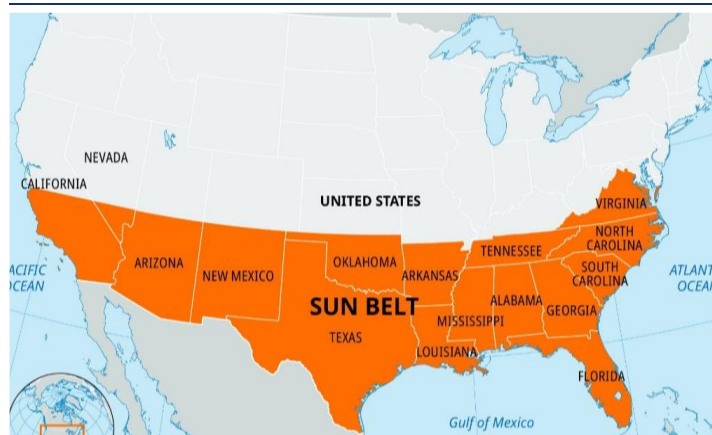 NEVADA
CALIFORNIA
UNITED STATES
VIRGINIA
NORTH
CAROLINA
TENNESSEE
OKLAHOMA
ARIZONA
NEW MEXICO
ARKANSAS
SOUTH
CAROLINA
PACIFIC
OCEAN
ATLANT
OCEA
SUN BELT
ALABAMA
GEORGIA
MISSISSIPPI
TEXAS
LOUISIANA
FLORIDA
Gulf of Mexico